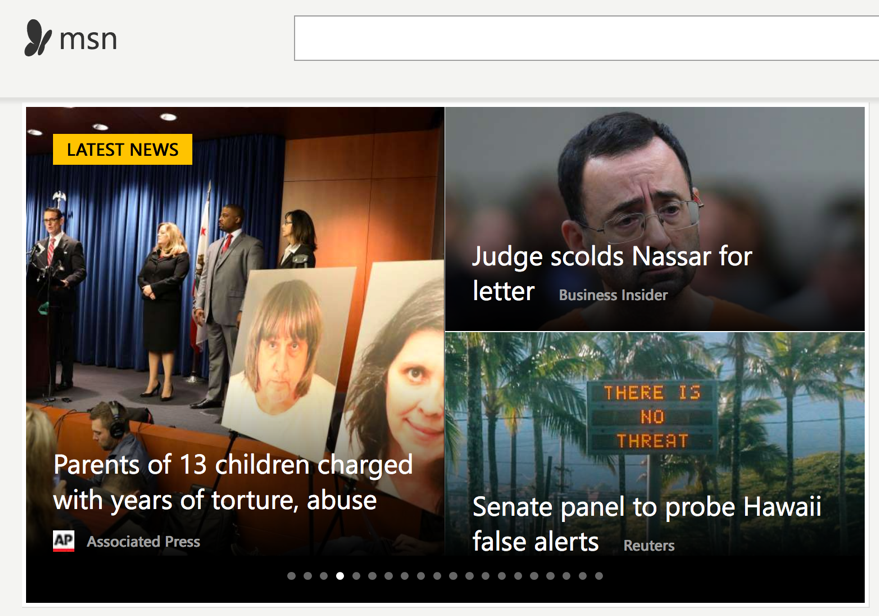 msn
LATEST NEWS
Parents of 13 children charged
with years of torture, abuse
AP Associated Press
Judge scolds Nassar for
letter Business Insider
THERE IS
NO
THREAT
Senate panel to probe Hawaii
false alerts Reuters